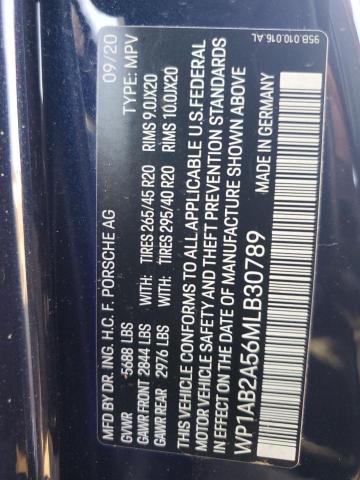 95B.010.016.AL
MFD BY DR. ING. H.C. F. PORSCHE AG 09/20
GVWR 5688 LBS TYPE: MPV
GAWR FRONT 2844 LBS TIRES 265/45 R20 RIMS 9.0JX20
GAWR REAR 2976 LBS TIRES 295/40 R20 RIMS 10.0JX20
THIS VEHICLE CONFORMS TO ALL APPLICABLE U.S. FEDERAL
MOTOR VEHICLE SAFETY AND THEFT PREVENTION STANDARDS
IN EFFECT ON THE DATE OF MANUFACTURE SHOWN ABOVE
MADE IN GERMANY
WP1AB2A56MLB30789